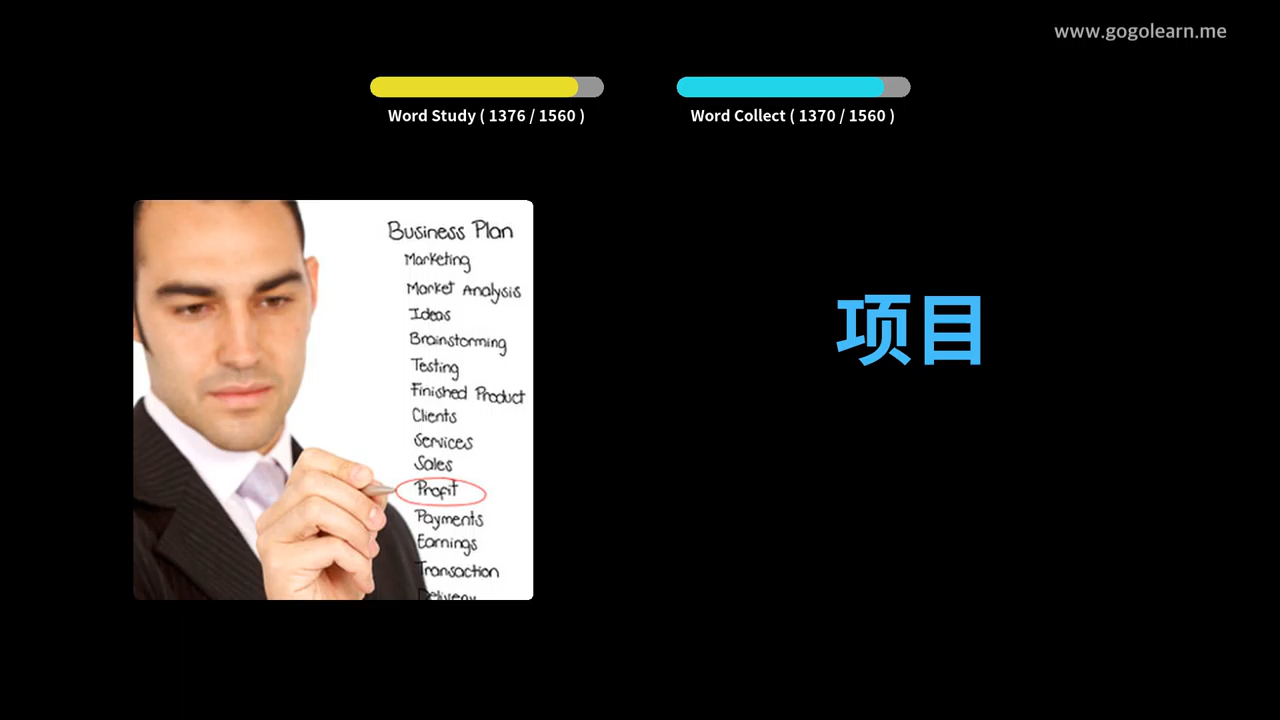 www.gogolearn.me
Word Study ( 1376 / 1560 )
Word Collect ( 1370 / 1560 )
Business Plan
Marketing
Market Analysis
Ideas
Brainstorming
Testing
Finished Product
Clients
Services
Sales
Profit
Payments
Earnings
Transaction
Delivery
项目